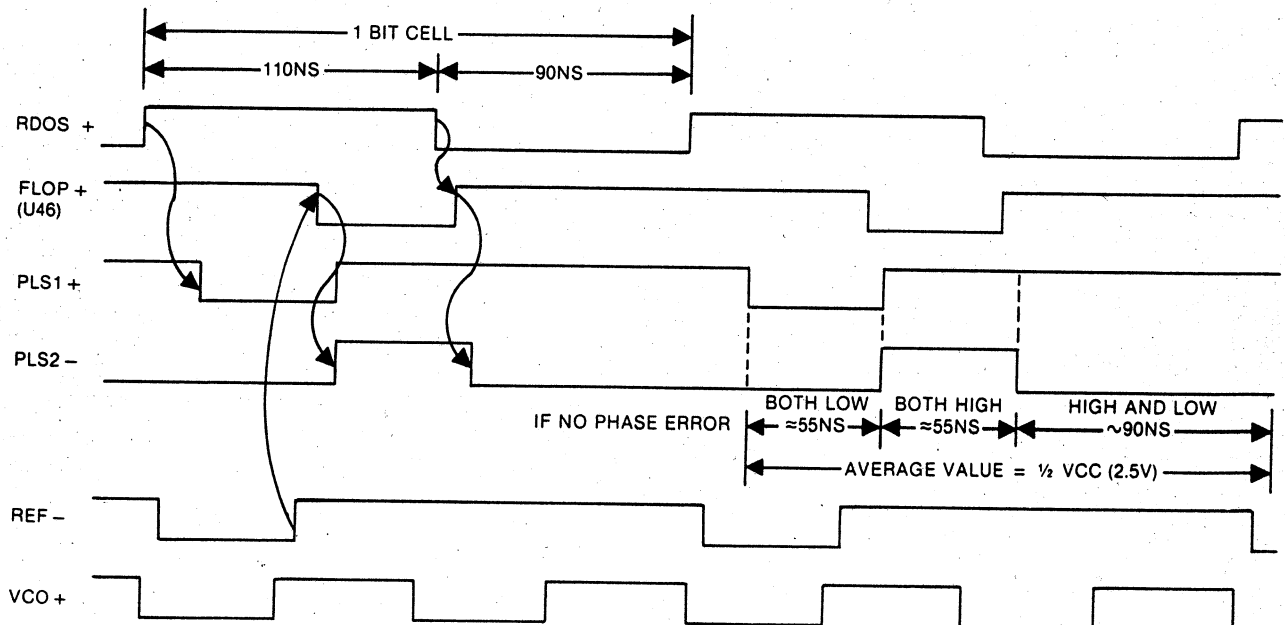 1 BIT CELL
110NS
90NS
RDOS +
FLOP +
(U46)
PLS1 +
PLS2 –
IF NO PHASE ERROR
BOTH LOW
≈55NS
BOTH HIGH
≈55NS
HIGH AND LOW
~90NS
AVERAGE VALUE = ½ VCC (2.5V)
REF –
VCO +